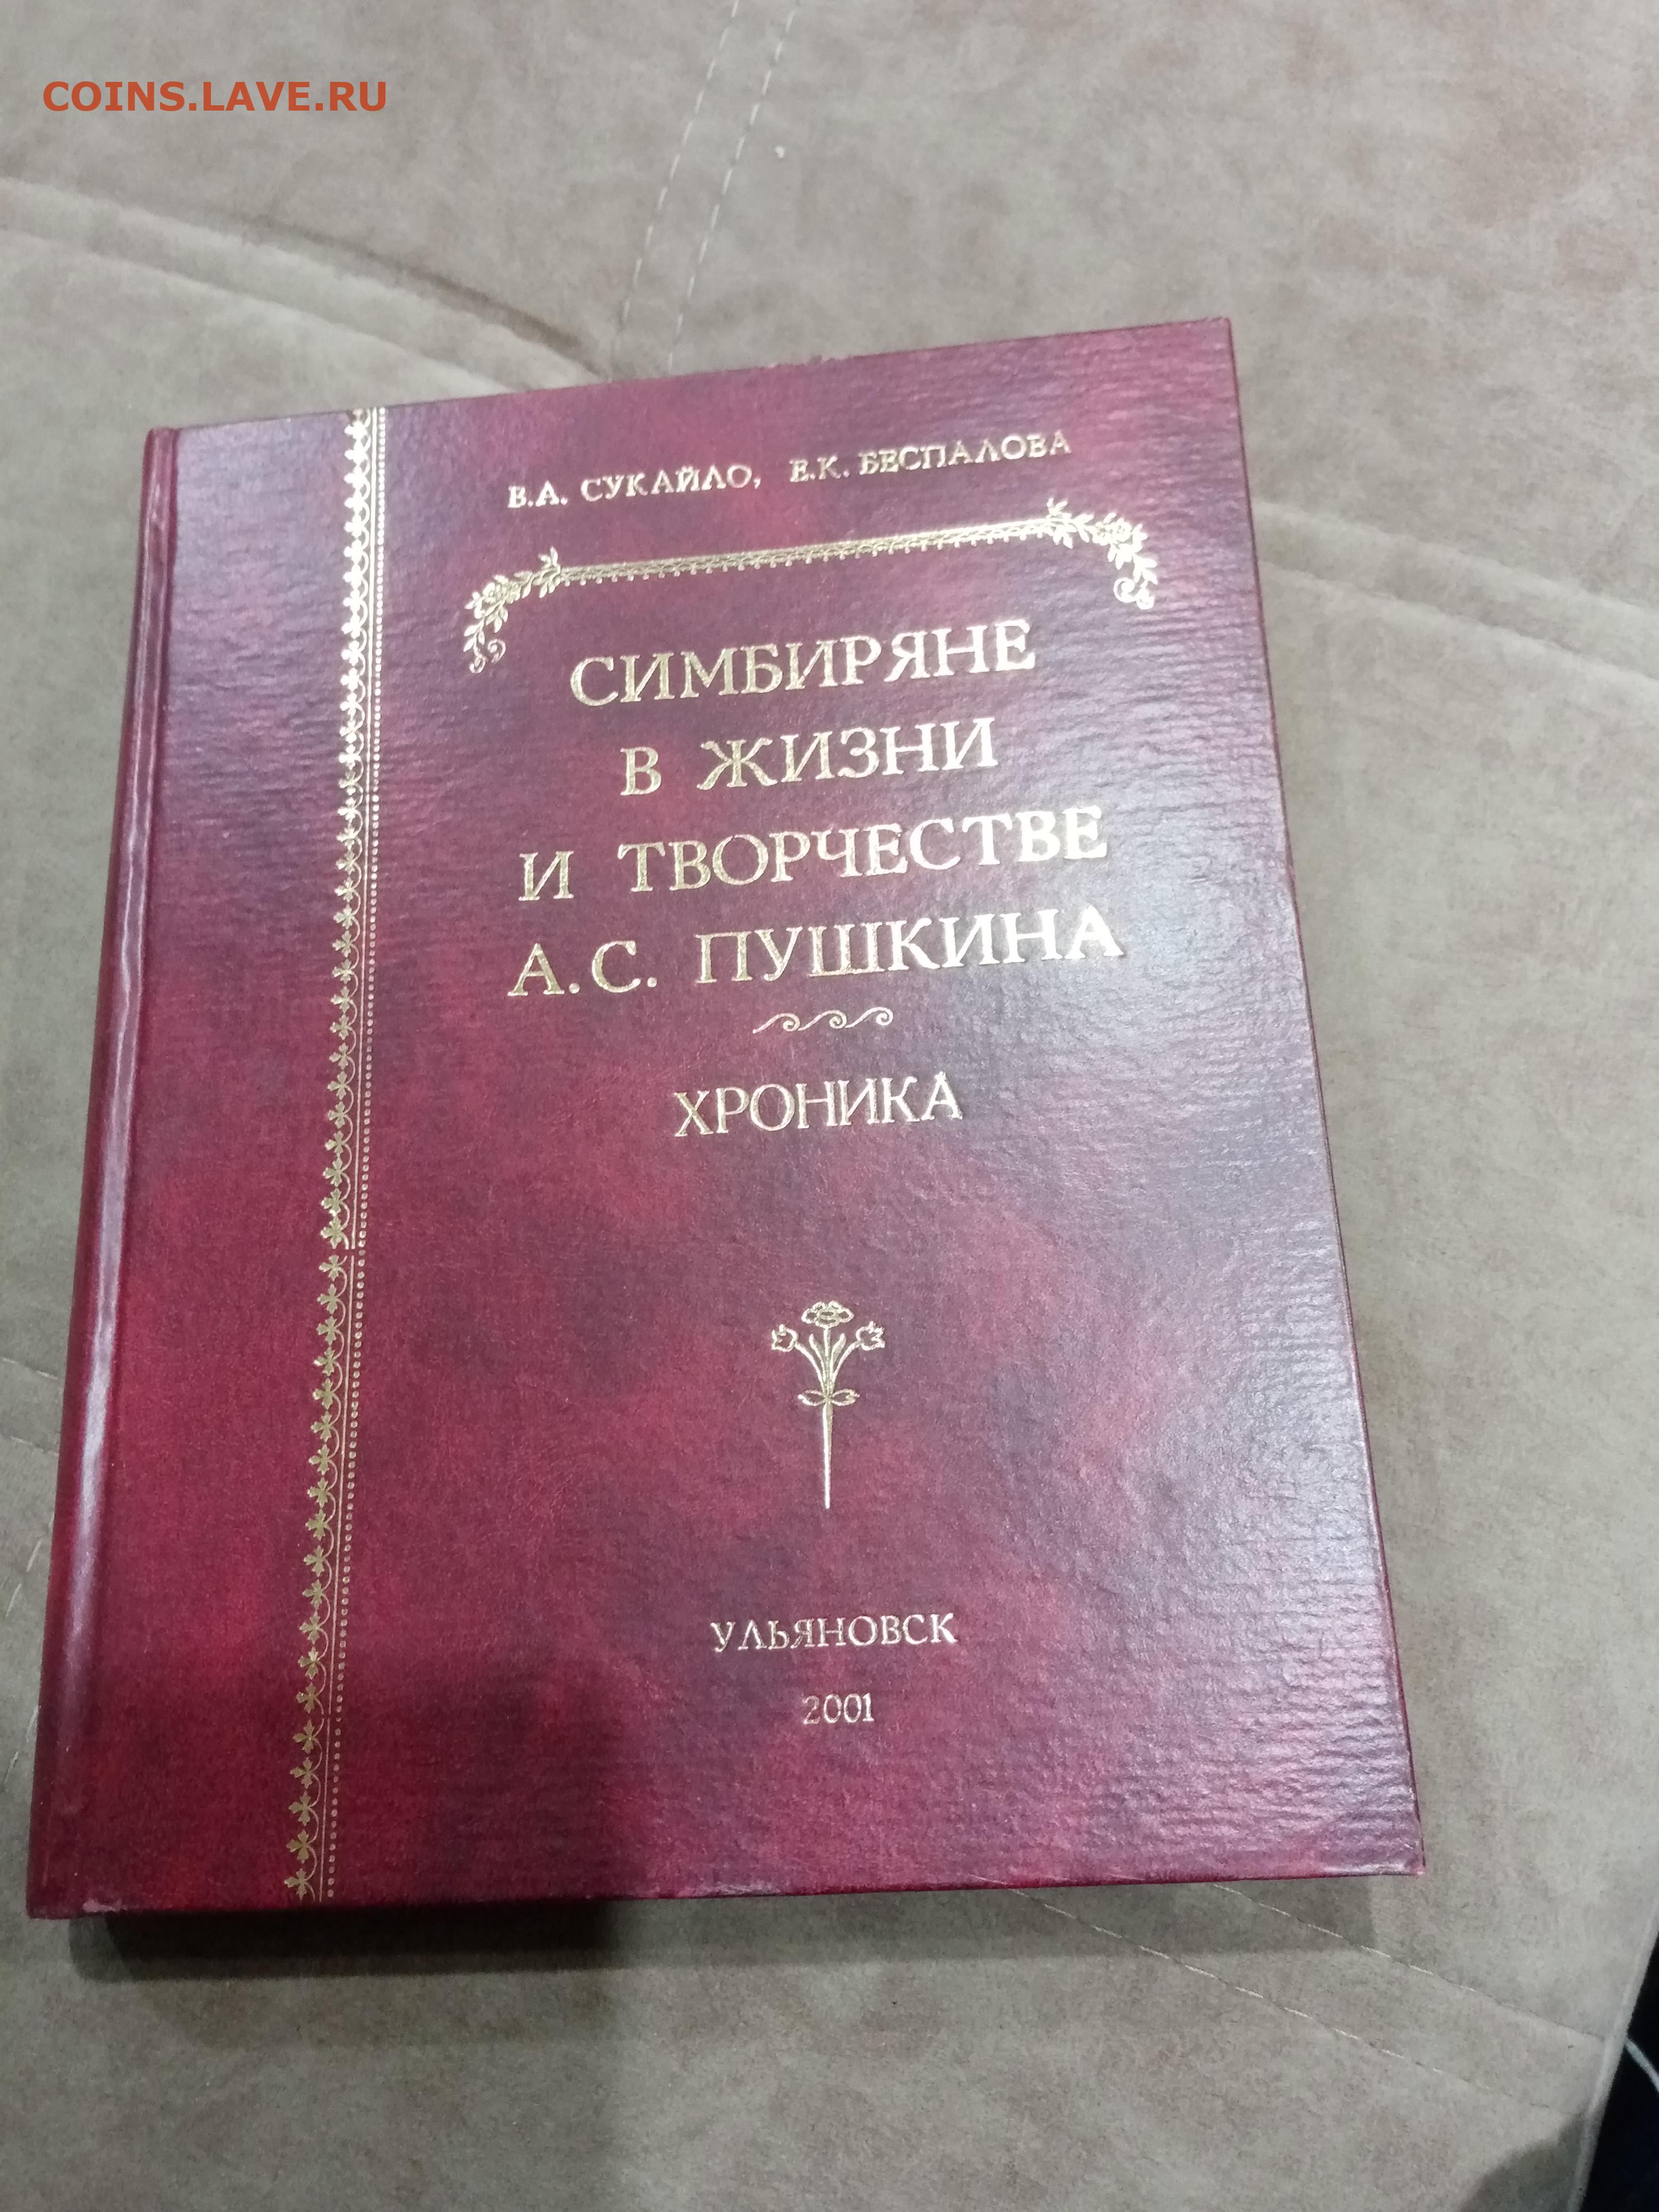 COINS.LAVE.RU
В.А. СУКАЙЛО, Е.К. БЕСПАЛОВА
СИМБИРЯНЕ
В ЖИЗНИ
И ТВОРЧЕСТВЕ
А.С. ПУШКИНА
ХРОНИКА
УЛЬЯНОВСК
2001